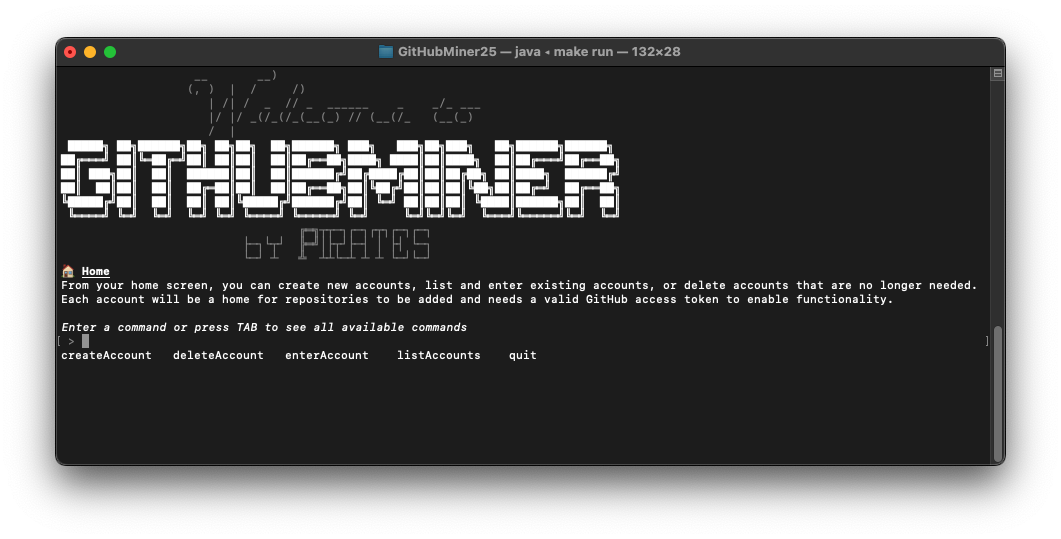 GitHubMiner25 — java ◂ make run — 132×28
Welcome to
GITHUBMINER
by PIRATES
🏠 Home
From your home screen, you can create new accounts, list and enter existing accounts, or delete accounts that are no longer needed.
Each account will be a home for repositories to be added and needs a valid GitHub access token to enable functionality.
Enter a command or press TAB to see all available commands
[ > ]
createAccount deleteAccount enterAccount listAccounts quit